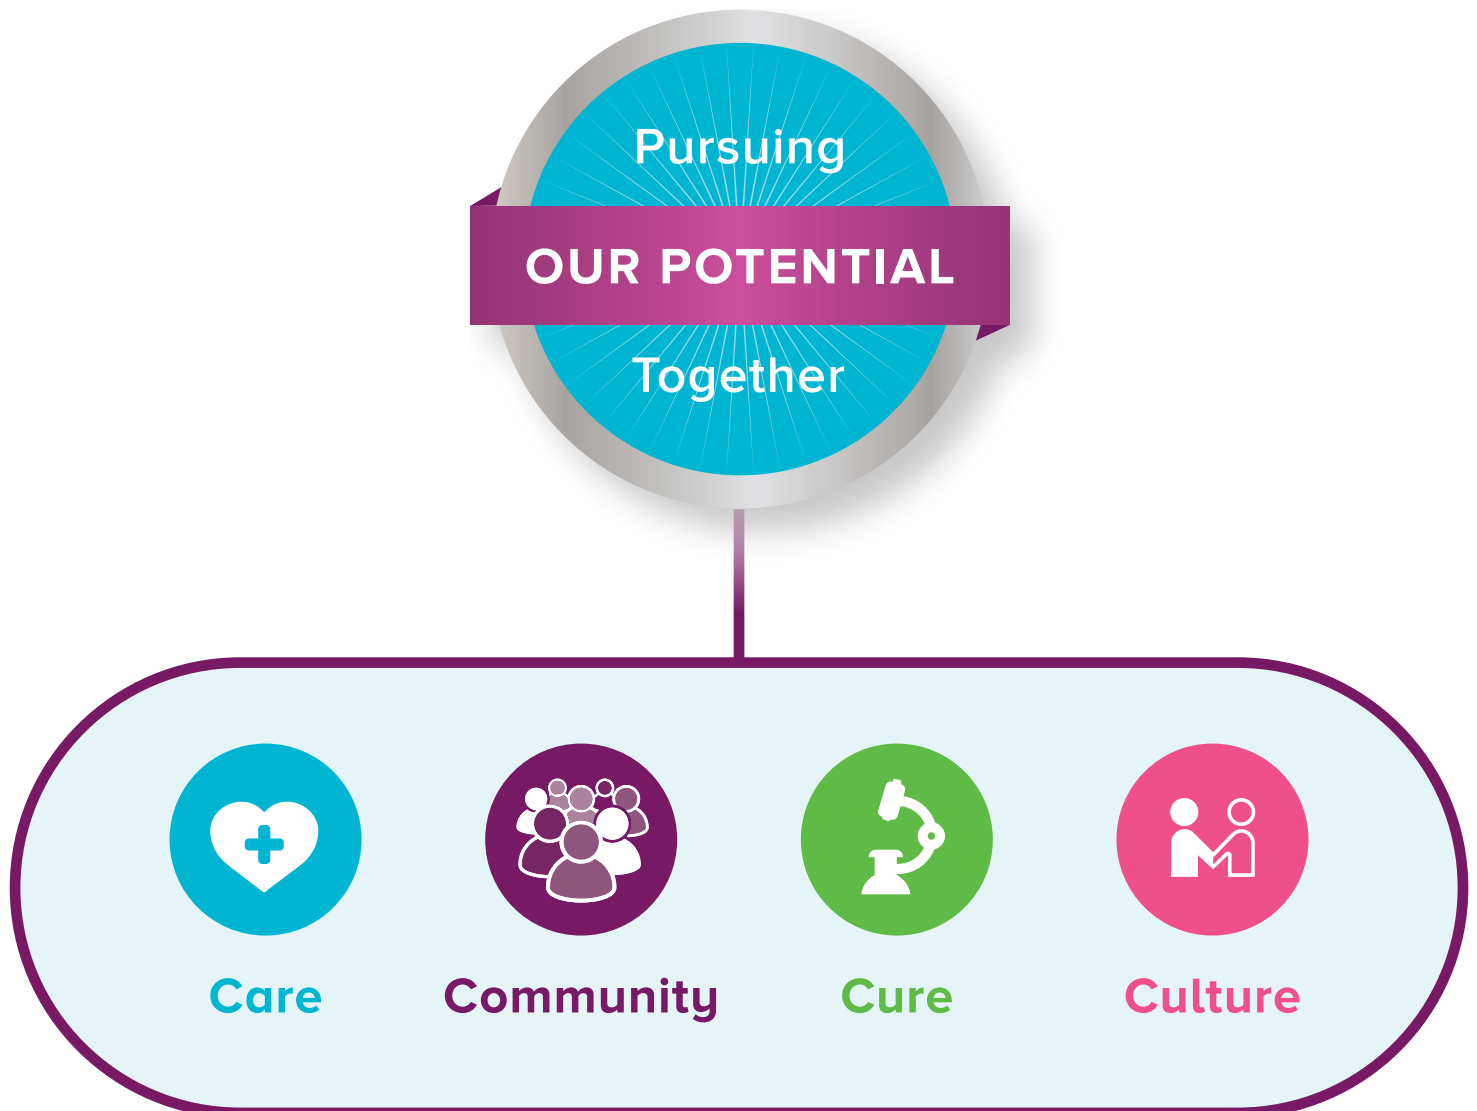 Pursuing
OUR POTENTIAL
Together
Care
Community
Cure
Culture